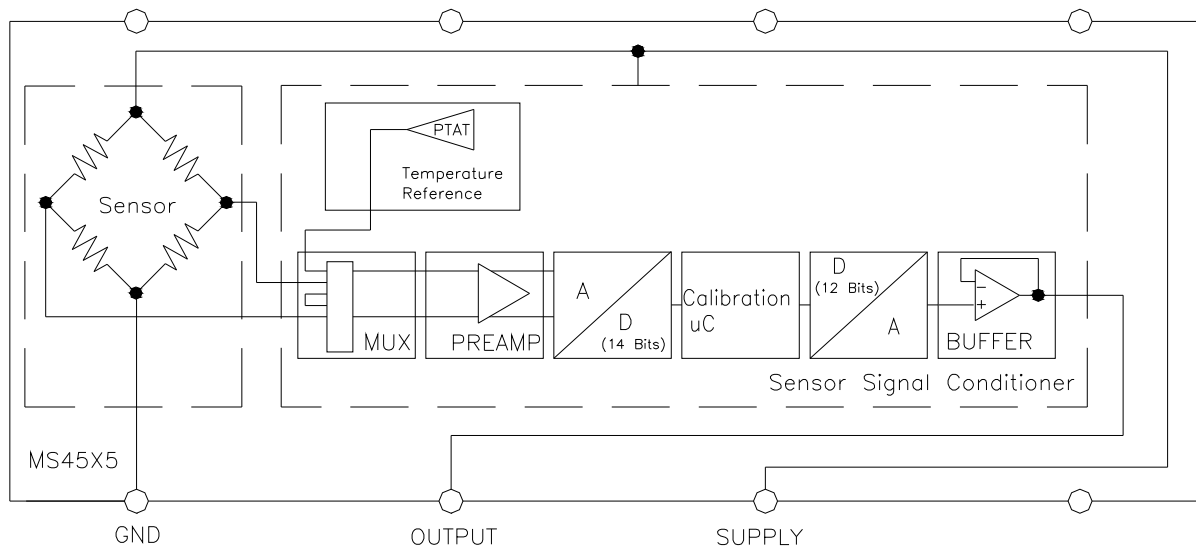 PTAT
Temperature
Reference
Sensor
MUX
PREAMP
A
D
(14 Bits)
Calibration
uC
D
(12 Bits)
A
−
+
BUFFER
Sensor Signal Conditioner
MS45X5
GND
OUTPUT
SUPPLY